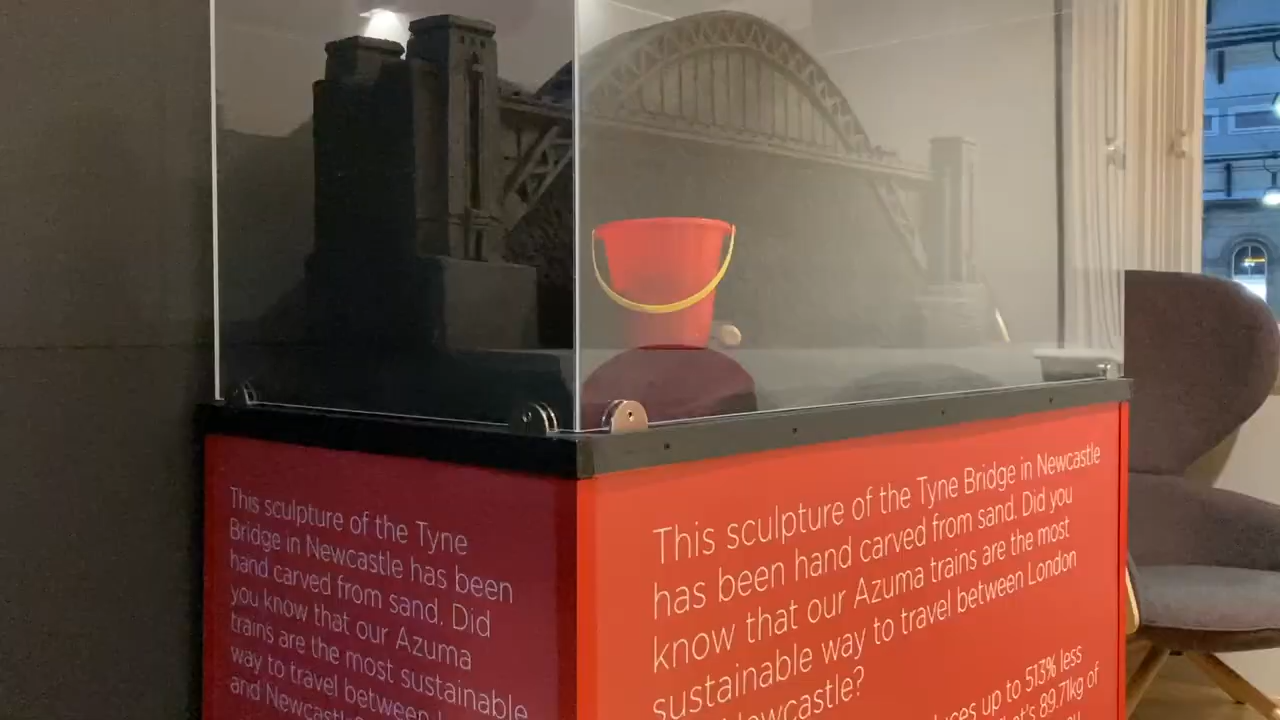 This sculpture of the Tyne
Bridge in Newcastle has been
hand carved from sand. Did
you know that our Azuma
trains are the most sustainable
way to travel between
and Newcastle?
This sculpture of the Tyne Bridge in Newcastle
has been hand carved from sand. Did you
know that our Azuma trains are the most
sustainable way to travel between London
Newcastle?
up to 513% less
89.71kg of